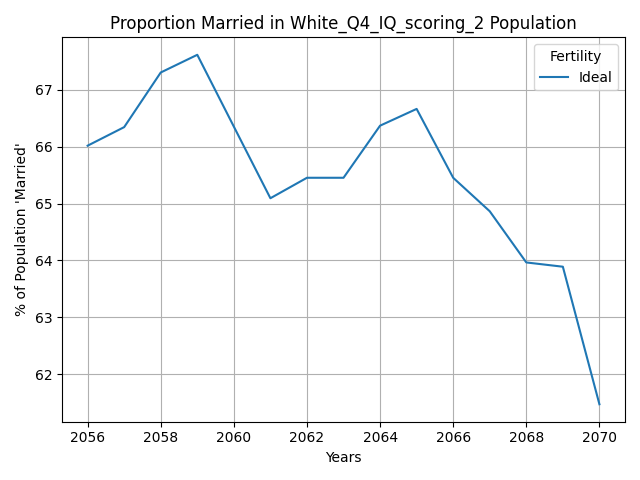 Proportion Married in White_Q4_IQ_scoring_2 Population
Fertility
Ideal
% of Population 'Married'
67
66
65
64
63
62
2056
2058
2060
2062
2064
2066
2068
2070
Years